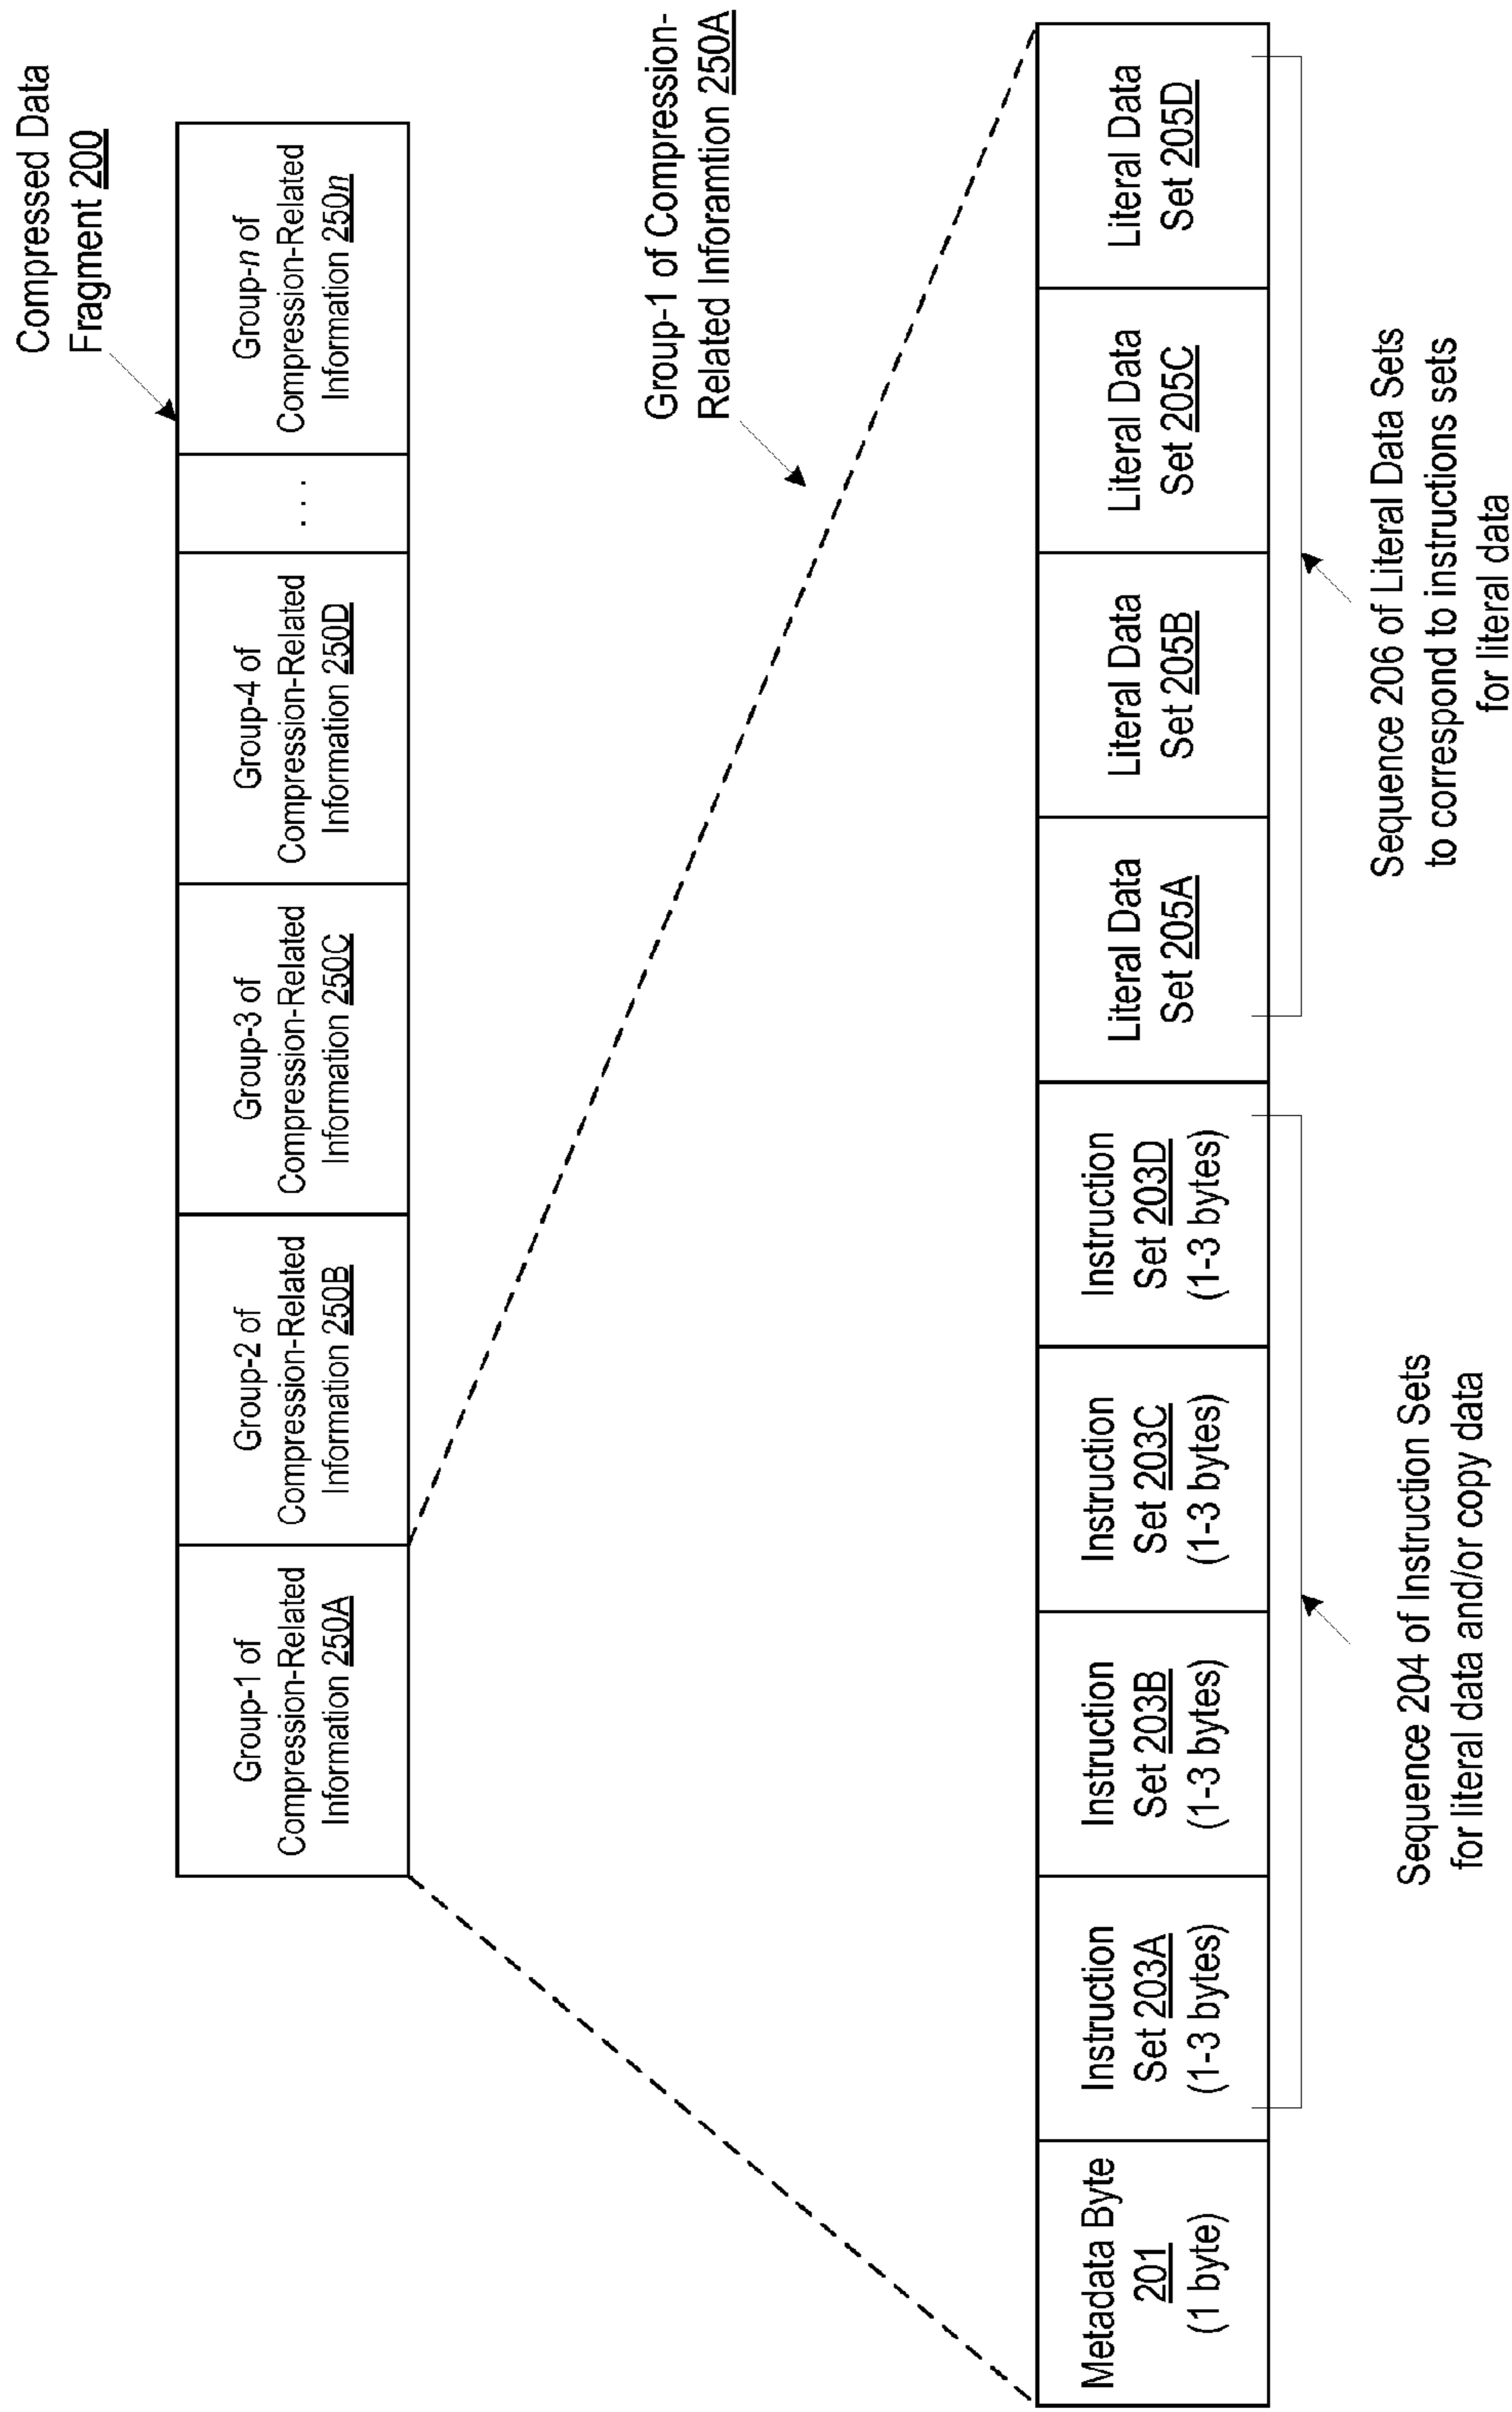 Compressed Data
Fragment 200
Group-1 of
Compression-Related
Information 250A
Group-2 of
Compression-Related
Information 250B
Group-3 of
Compression-Related
Information 250C
Group-4 of
Compression-Related
Information 250D
. . .
Group-n of
Compression-Related
Information 250n
Group-1 of Compression-
Related Inforamtion 250A
Metadata Byte
201
(1 byte)
Instruction
Set 203A
(1-3 bytes)
Instruction
Set 203B
(1-3 bytes)
Instruction
Set 203C
(1-3 bytes)
Instruction
Set 203D
(1-3 bytes)
Literal Data
Set 205A
Literal Data
Set 205B
Literal Data
Set 205C
Literal Data
Set 205D
Sequence 204 of Instruction Sets
for literal data and/or copy data
Sequence 206 of Literal Data Sets
to correspond to instructions sets
for literal data